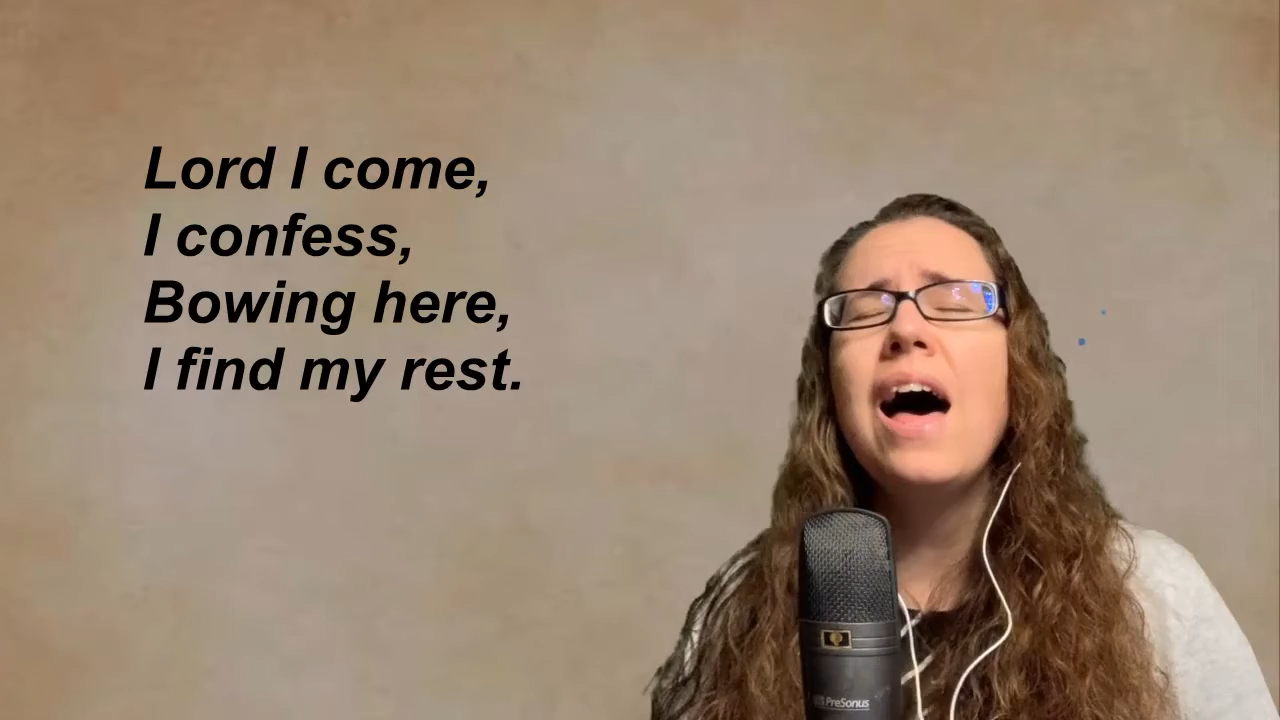 Lord I come,
I confess,
Bowing here,
I find my rest.
PreSonus